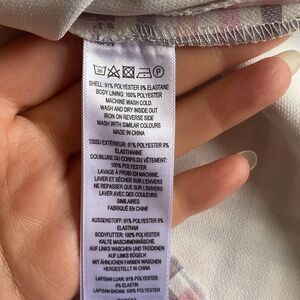 SHELL: 91% POLYESTER 9% ELASTANE
BODY LINING: 100% POLYESTER
MACHINE WASH COLD.
WASH AND DRY INSIDE OUT
IRON ON REVERSE SIDE
WASH WITH SIMILAR COLOURS
MADE IN CHINA
TISSU EXTÉRIEUR: 91% POLYESTER 9%
ÉLASTHANNE
DOUBLURE DU CORPS DU VÊTEMENT:
100% POLYESTER
LAVAGE À FROID EN MACHINE.
LAVER ET SÉCHER SUR L'ENVERS
NE REPASSER QUE SUR L'ENVERS
LAVER AVEC DES COULEURS
SIMILAIRES
FABRIQUÉ EN CHINE
AUSSENSTOFF: 91% POLYESTER 9%
ELASTHAN
BODYFUTTER: 100% POLYESTER
KALTE MASCHINENWÄSCHE.
AUF LINKS WASCHEN UND TROCKNEN
AUF LINKS BÜGELN
MIT ÄHNLICHEN FARBEN WASCHEN
HERGESTELLT IN CHINA
LAPISAN LUAR: 91% POLYESTER 9%
ELASTAN
LAPISAN BADAN: 100% POLYESTER